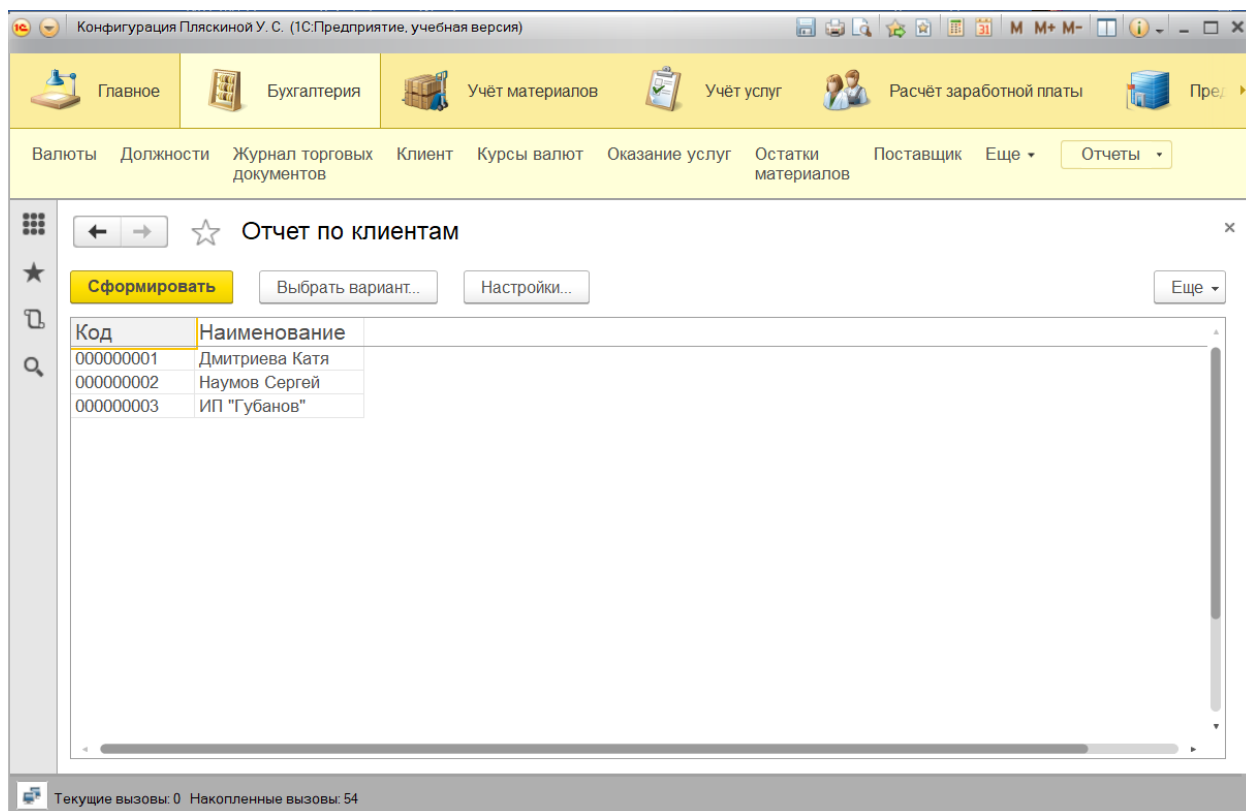 Конфигурация Пляскиной У. С. (1С:Предприятие, учебная версия)
M M+ M-
Главное Бухгалтерия Учёт материалов Учёт услуг Расчёт заработной платы
Валюты Должности Журнал торговых документов Клиент Курсы валют Оказание услуг Остатки материалов Поставщик Еще Отчеты
Отчет по клиентам
Сформировать Выбрать вариант... Настройки... Еще
Код Наименование
000000001 Дмитриева Катя
000000002 Наумов Сергей
000000003 ИП "Губанов"
Текущие вызовы: 0 Накопленные вызовы: 54